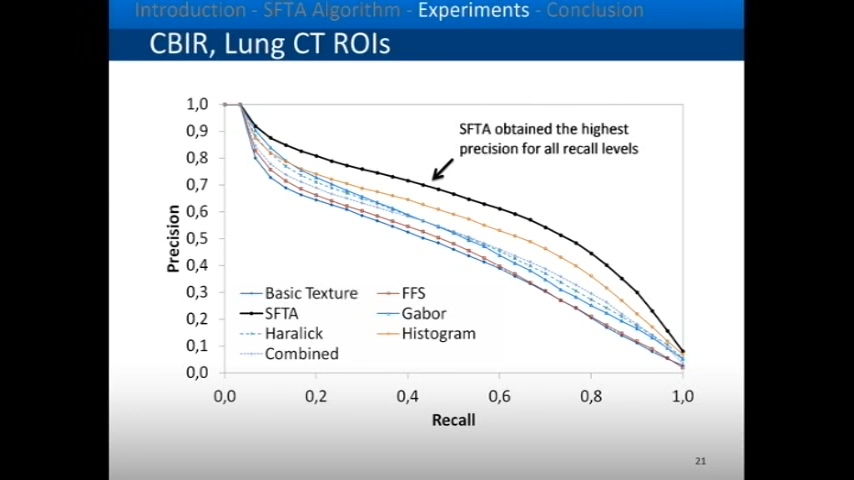 Introduction - SFTA Algorithm - Experiments - Conclusion
CBIR, Lung CT ROIs
SFTA obtained the highest
precision for all recall levels
Precision
1,0
0,9
0,8
0,7
0,6
0,5
0,4
0,3
0,2
0,1
0,0
Basic Texture FFS
SFTA Gabor
Haralick Histogram
Combined
0,0 0,2 0,4 0,6 0,8 1,0
Recall
21